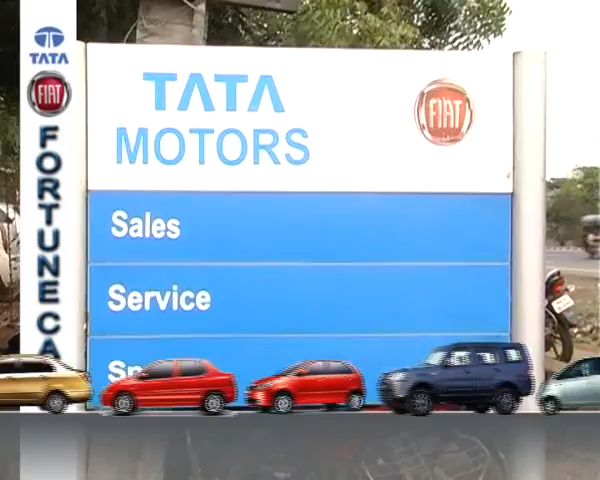 TATA
FIAT
FORTUNE CA
TATA
MOTORS
FIAT
Sales
Service